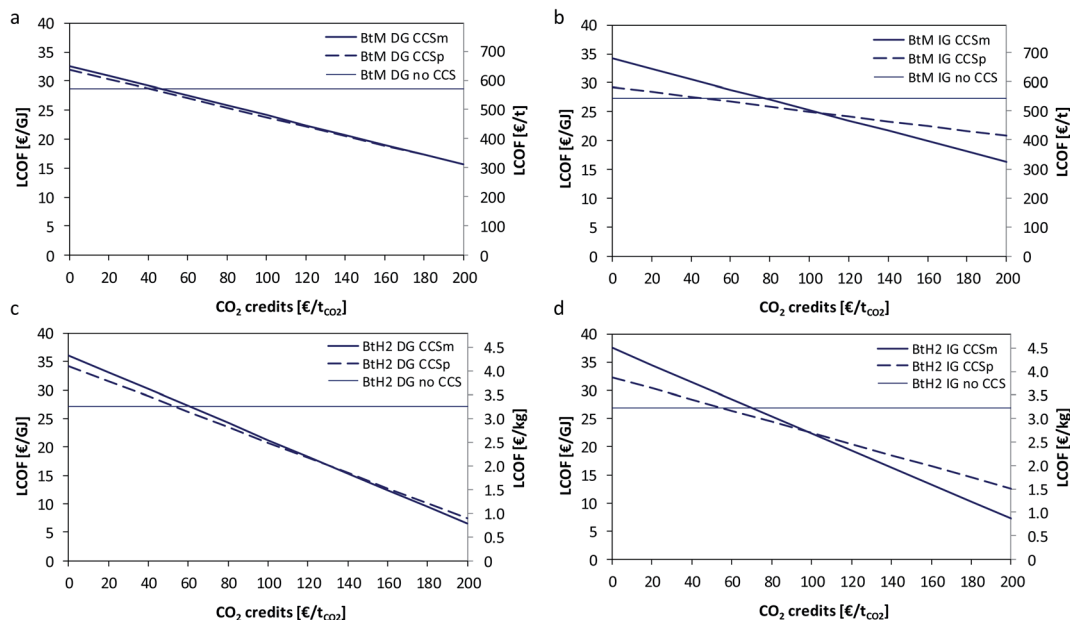 a
40
35
30
25
20
15
10
5
0
LCOF [€/GJ]
BtM DG CCSm
BtM DG CCSp
BtM DG no CCS
700
600
500
400
300
200
100
0
LCOF [€/t]
0 20 40 60 80 100 120 140 160 180 200
CO₂ credits [€/t_CO2]
b
40
35
30
25
20
15
10
5
0
LCOF [€/GJ]
BtM IG CCSm
BtM IG CCSp
BtM IG no CCS
700
600
500
400
300
200
100
0
LCOF [€/t]
0 20 40 60 80 100 120 140 160 180 200
CO₂ credits [€/t_CO2]
c
40
35
30
25
20
15
10
5
0
LCOF [€/GJ]
BtH2 DG CCSm
BtH2 DG CCSp
BtH2 DG no CCS
4.5
4.0
3.5
3.0
2.5
2.0
1.5
1.0
0.5
0
LCOF [€/kg]
0 20 40 60 80 100 120 140 160 180 200
CO₂ credits [€/t_CO2]
d
40
35
30
25
20
15
10
5
0
LCOF [€/GJ]
BtH2 IG CCSm
BtH2 IG CCSp
BtH2 IG no CCS
4.5
4.0
3.5
3.0
2.5
2.0
1.5
1.0
0.5
0
LCOF [€/kg]
0 20 40 60 80 100 120 140 160 180 200
CO₂ credits [€/t_CO2]